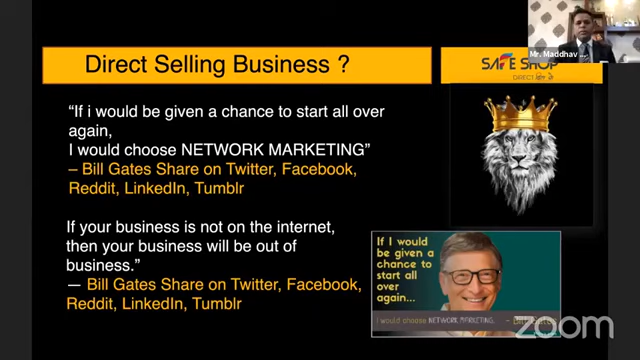 Direct Selling Business ?
Mr. Maddhav
SAFE SHOP
DIRECT
“If i would be given a chance to start all over
again,
I would choose NETWORK MARKETING”
– Bill Gates Share on Twitter, Facebook,
Reddit, LinkedIn, Tumblr
If your business is not on the internet,
then your business will be out of
business.”
— Bill Gates Share on Twitter, Facebook,
Reddit, LinkedIn, Tumblr
If I would
be given a
chance to
start all
over
again...
I would choose NETWORK MARKETING.
zoom